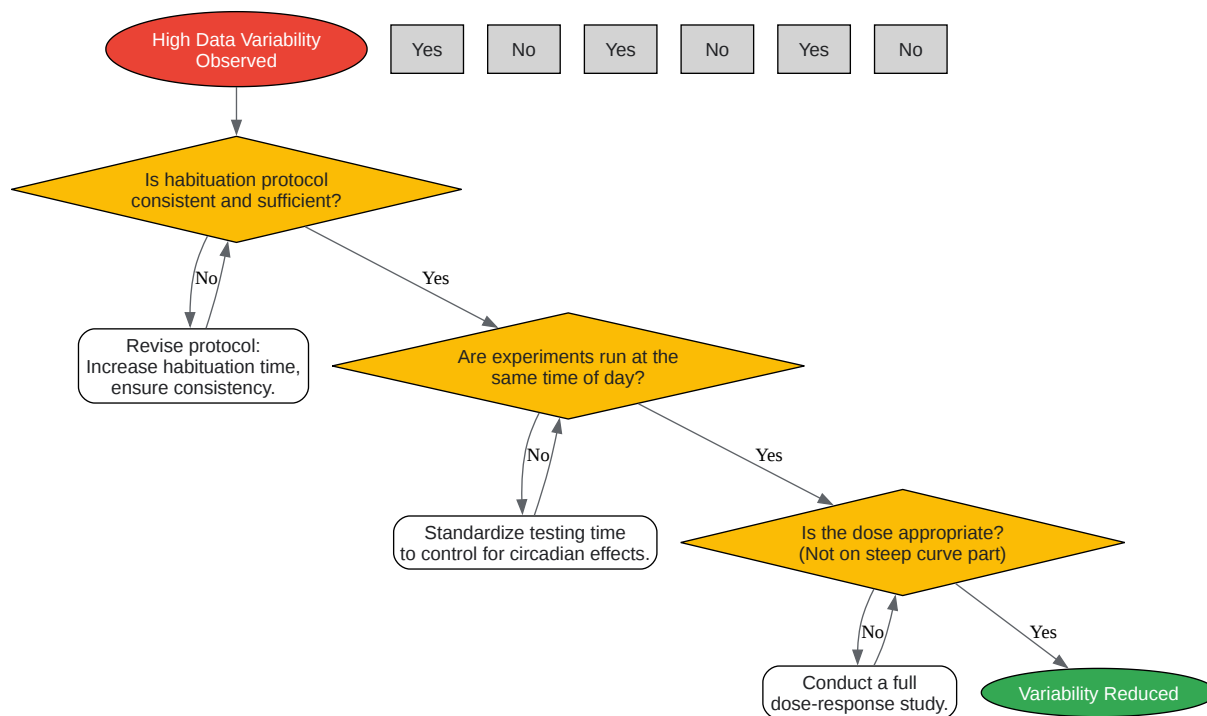 High Data Variability
Observed
Yes
No
Yes
No
Yes
No
Is habituation protocol
consistent and sufficient?
No
Yes
Revise protocol:
Increase habituation time,
ensure consistency.
Are experiments run at the
same time of day?
No
Yes
Standardize testing time
to control for circadian effects.
Is the dose appropriate?
(Not on steep curve part)
No
Yes
Conduct a full
dose-response study.
Variability Reduced